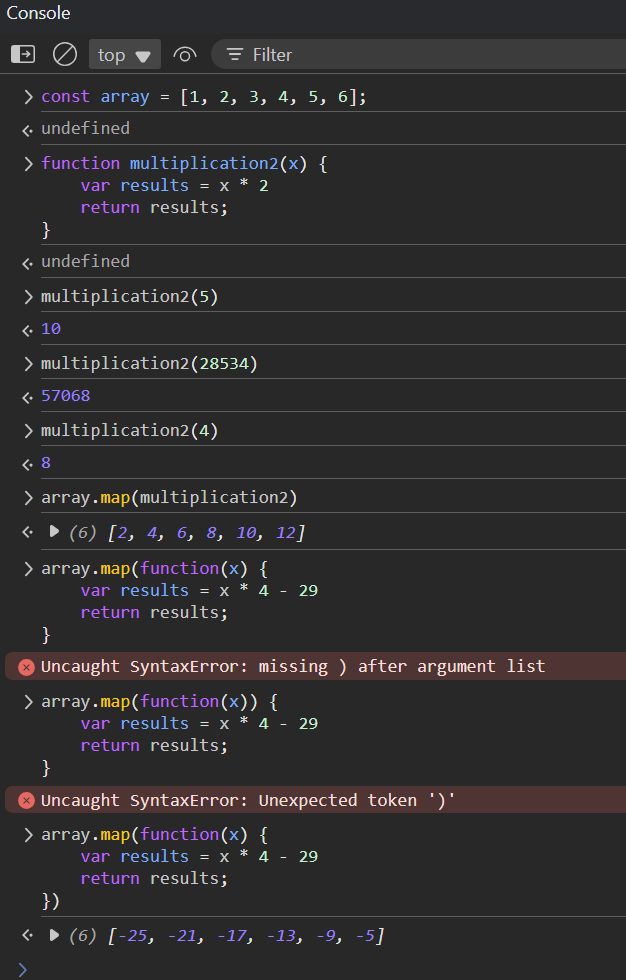 Console
top Filter
const array = [1, 2, 3, 4, 5, 6];
undefined
function multiplication2(x) {
    var results = x * 2
    return results;
}
undefined
multiplication2(5)
10
multiplication2(28534)
57068
multiplication2(4)
8
array.map(multiplication2)
(6) [2, 4, 6, 8, 10, 12]
array.map(function(x) {
    var results = x * 4 - 29
    return results;
}
Uncaught SyntaxError: missing ) after argument list
array.map(function(x)) {
    var results = x * 4 - 29
    return results;
}
Uncaught SyntaxError: Unexpected token ')'
array.map(function(x) {
    var results = x * 4 - 29
    return results;
})
(6) [-25, -21, -17, -13, -9, -5]